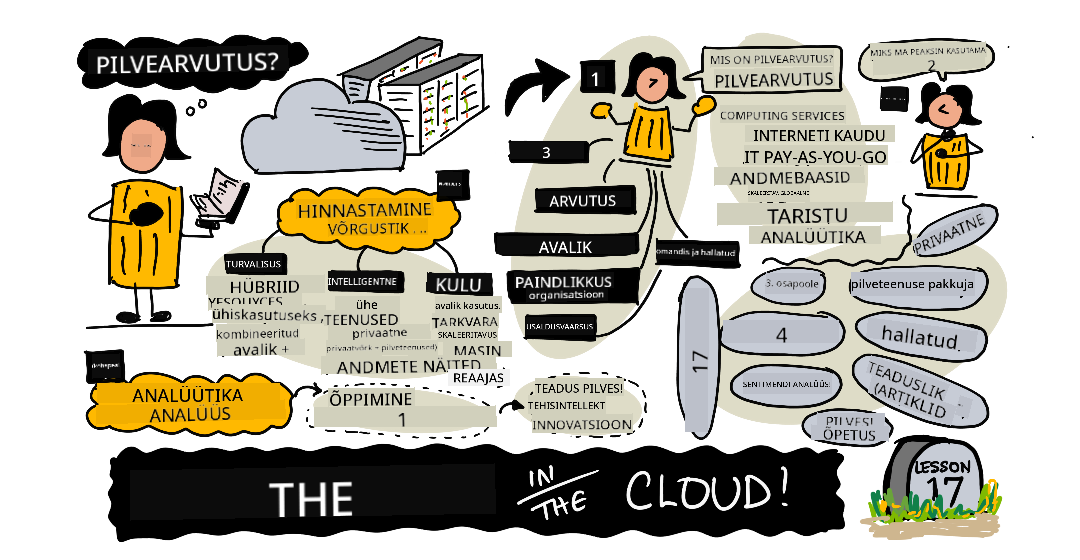 PILVEARVUTUS?
1
MIS ON PILVEARVUTUS?
PILVEARVUTUS
MIKS MA PEAKSIN KASUTAMA
2
COMPUTING SERVICES
INTERNETI KAUDU
IT PAY-AS-YOU-GO
ANDMEBAASID
TARISTU
ANALÜÜTIKA
3
ARVUTUS
AVALIK
PAINDLIKKUS
organisatsioon
USALDUSVÄÄRSUS
omandis ja hallatud
HINNASTAMINE
VÕRGUSTIK ...
TURVALISUS
HÜBRIID
ühiskasutuseks,
kombineeritud
avalik +
INTELLIGENTNE
ühe
TEENUSED
privaatne
privaatvõrk – pilveteenused)
ANDMETE NÄITED
KULU
avalik kasutus.
TARKVARA
SKALEERITAVUS
MASIN
REAAJAS
PRIVAATNE
3. osapoole
pilveteenuse pakkuja
17
4
hallatud.
SENTIMENDI ANALÜÜS!
TEADUSLIK
(ARTIKLID -
PILVES!
ÕPETUS
ANALÜÜTIKA
ANALÜÜS
ÕPPIMINE
1
TEADUS PILVES!
TEHISINTELLEKT
INNOVATSIOON
THE
IN
THE
CLOUD!
LESSON
17